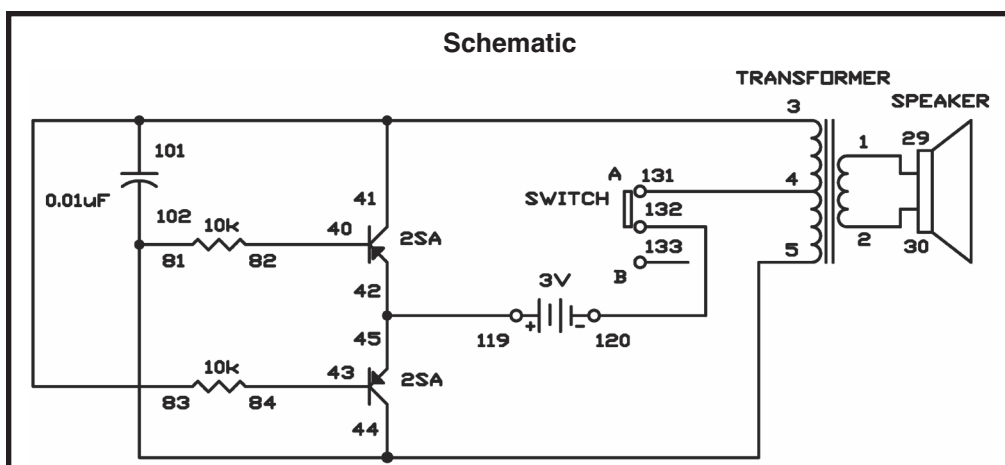 Schematic
TRANSFORMER
SPEAKER
3
29
1
101
A 131
4
0.01uF
41
SWITCH
132
102
10k
40
2SA
133
5
2
30
81
82
B
42
3V
45
+
-
119
120
10k
43
2SA
83
84
44